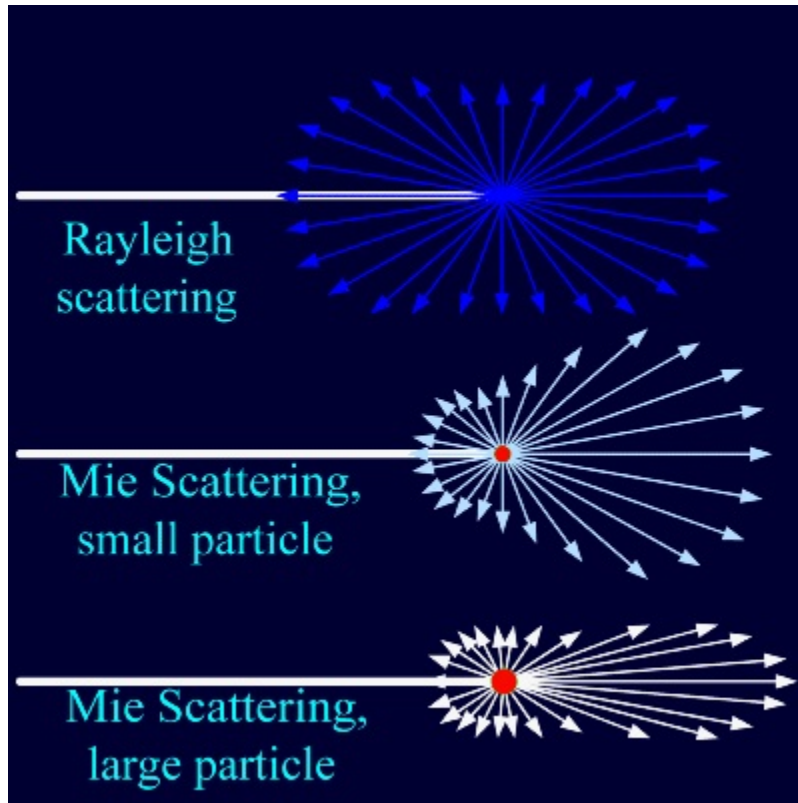 Rayleigh
scattering
Mie Scattering,
small particle
Mie Scattering,
large particle